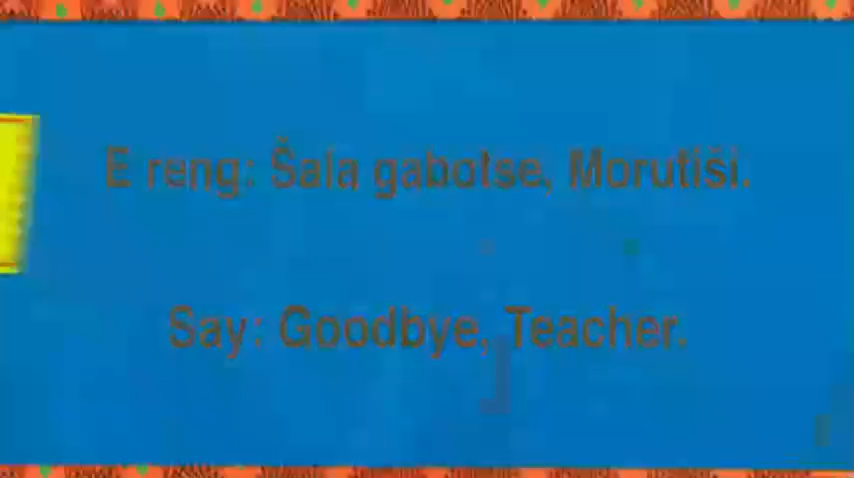 E reng: Šala gabotse, Morutiši.
Say: Goodbye, Teacher.